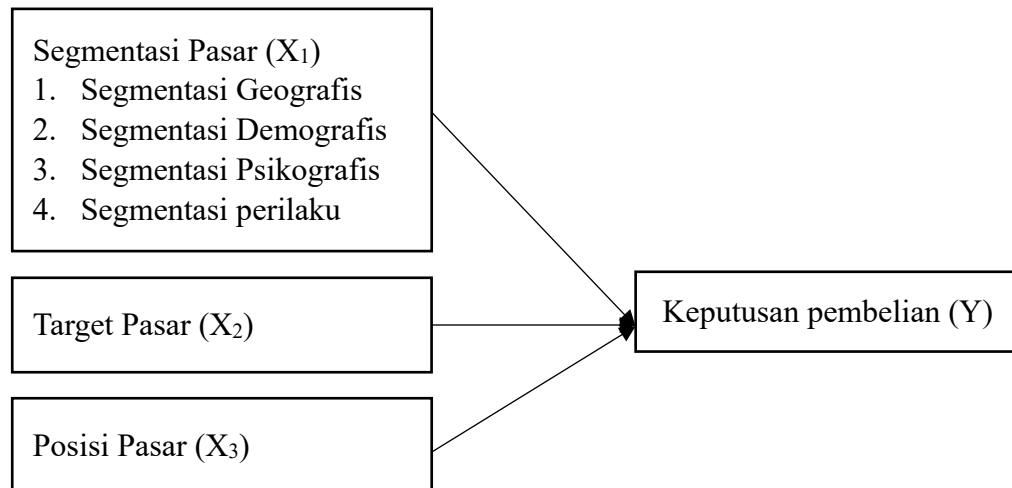 Segmentasi Pasar (X₁)
1. Segmentasi Geografis
2. Segmentasi Demografis
3. Segmentasi Psikografis
4. Segmentasi perilaku
Target Pasar (X₂)
Keputusan pembelian (Y)
Posisi Pasar (X₃)